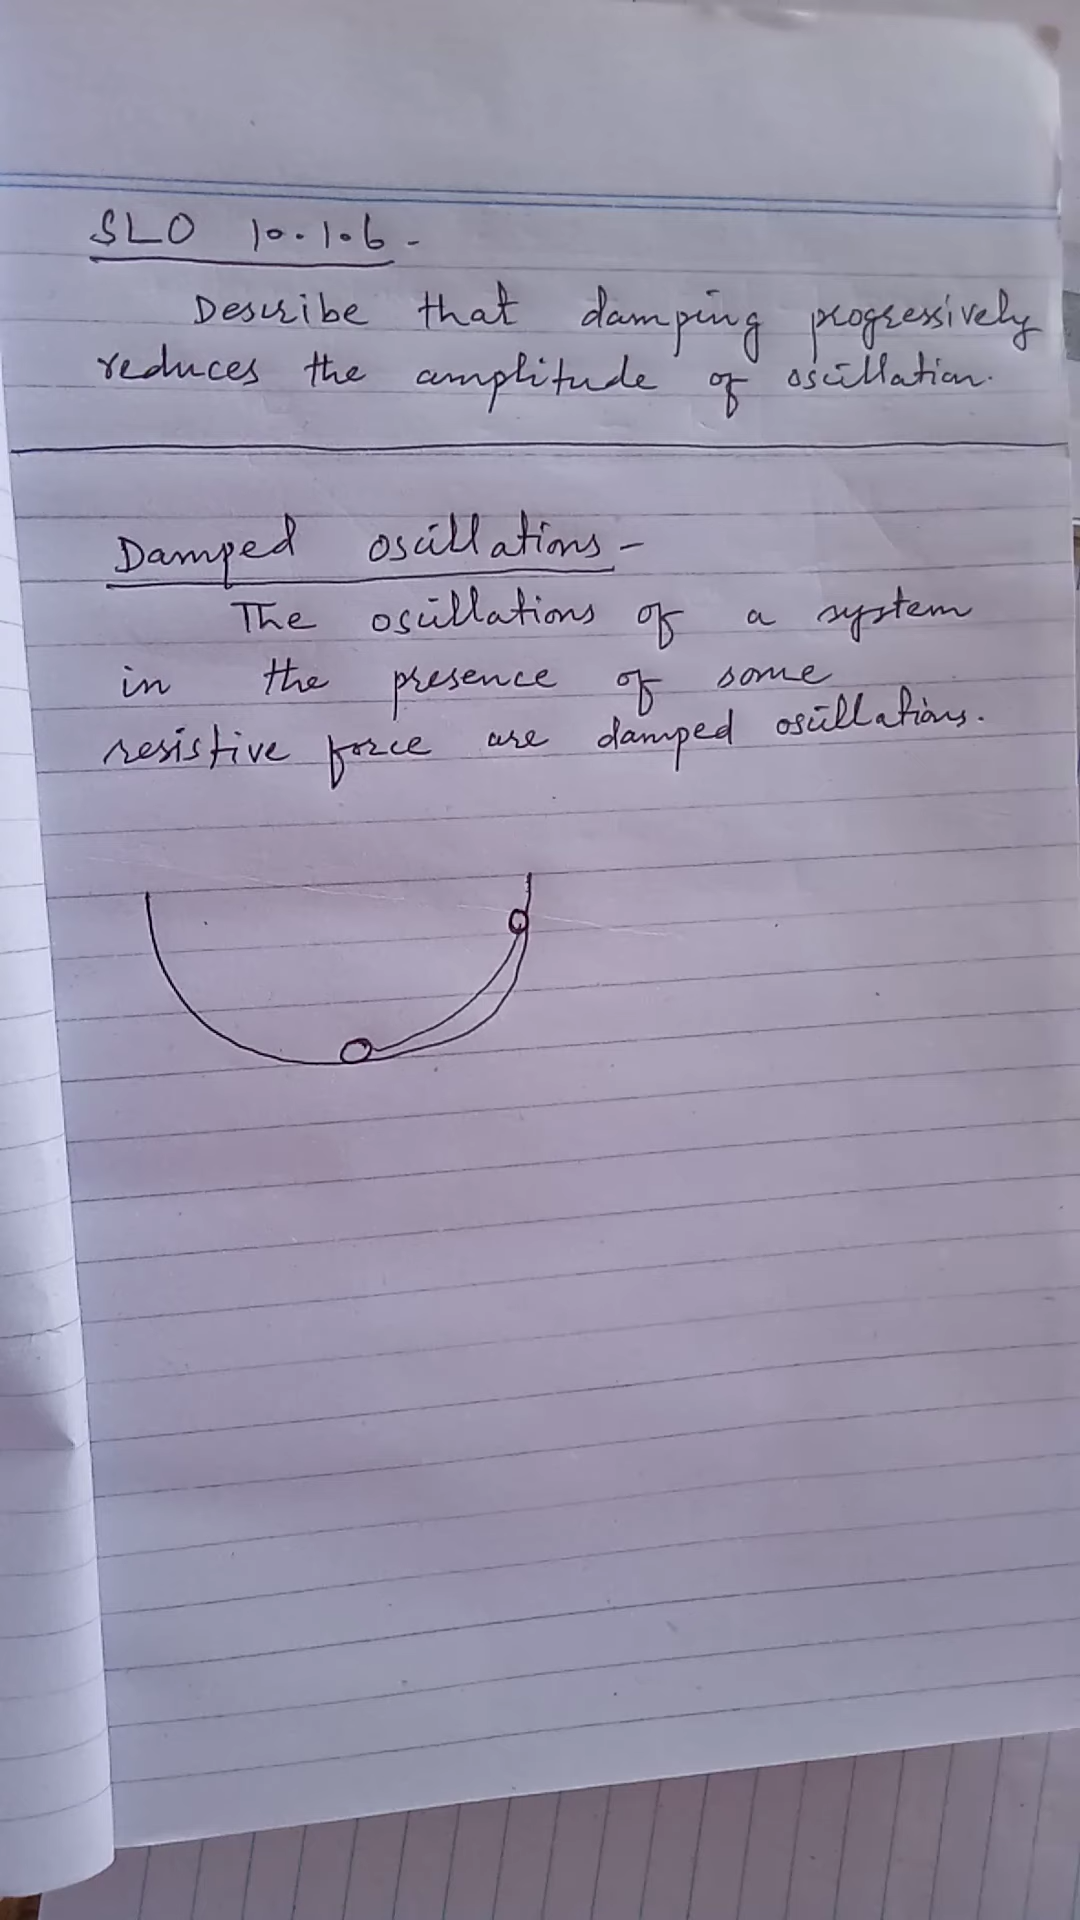 SLO 10.1.6-
Describe that damping progressively
reduces the amplitude of oscillation.
Damped oscillations -
The oscillations of a system
in the presence of some
resistive force are damped oscillations.